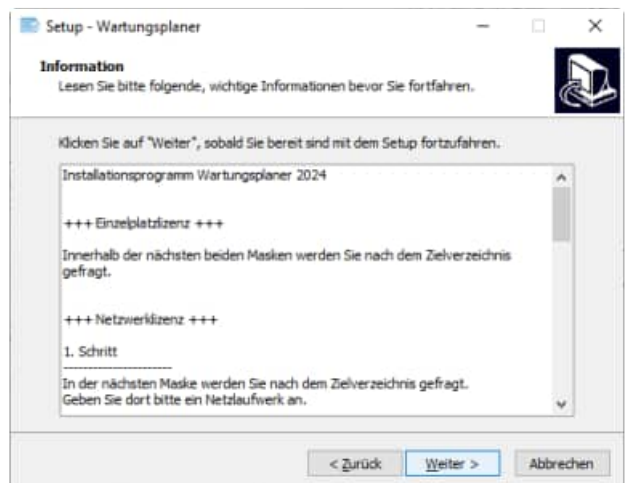 Setup - Wartungsplaner
Information
Lesen Sie bitte folgende, wichtige Informationen bevor Sie fortfahren.
Klicken Sie auf "Weiter", sobald Sie bereit sind mit dem Setup fortzufahren.
Installationsprogramm Wartungsplaner 2024
+++ Einzelplatzlizenz +++
Innerhalb der nächsten beiden Masken werden Sie nach dem Zielverzeichnis
gefragt.
+++ Netzwerklizenz +++
1. Schritt
----------------------
In der nächsten Maske werden Sie nach dem Zielverzeichnis gefragt.
Geben Sie dort bitte ein Netzlaufwerk an.
< Zurück Weiter > Abbrechen